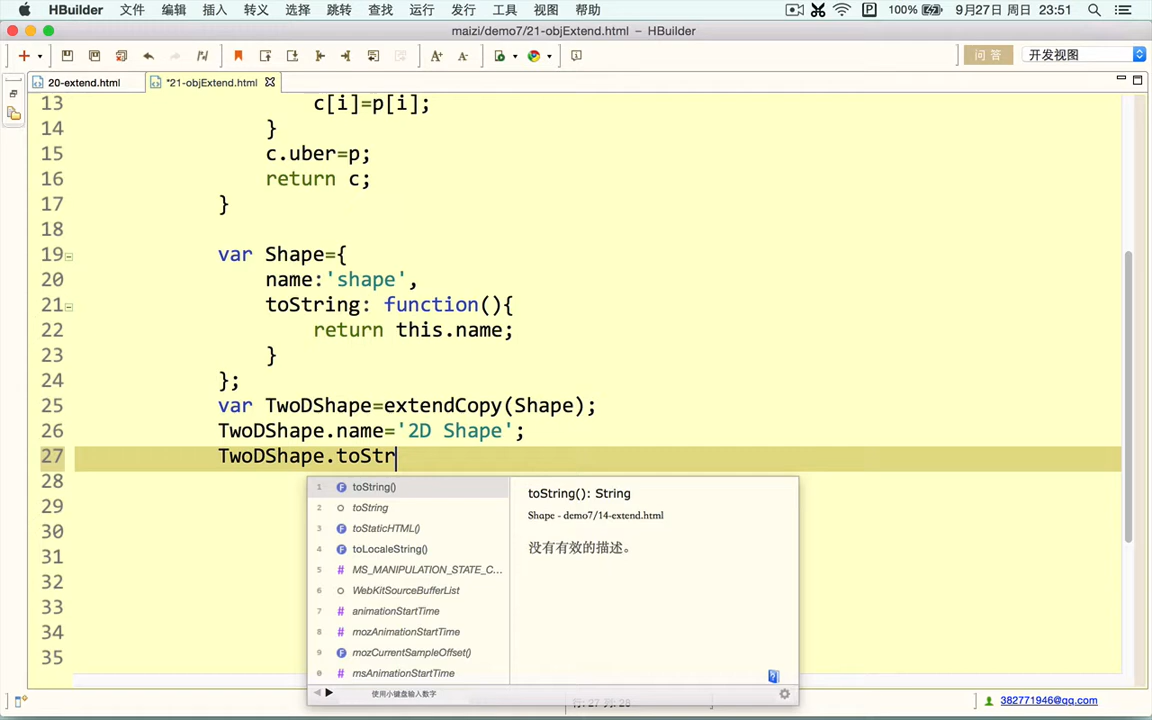 HBuilder 文件 编辑 插入 转义 选择 跳转 查找 运行 发行 工具 视图 帮助 100% 9月27日 周日 23:51
maizi/demo7/21-objExtend.html — HBuilder
问答 开发视图
20-extend.html *21-objExtend.html
13 c[i]=p[i];
14 }
15 c.uber=p;
16 return c;
17 }
18
19 var Shape={
20 name:'shape',
21 toString: function(){
22 return this.name;
23 }
24 };
25 var TwoDShape=extendCopy(Shape);
26 TwoDShape.name='2D Shape';
27 TwoDShape.toStr
28
29
30
31
32
33
34
35
1 F toString()
2 toString
3 toStaticHTML()
4 F toLocaleString()
5 # MS_MANIPULATION_STATE_C...
6 WebKitSourceBufferList
7 # animationStartTime
8 # mozAnimationStartTime
9 F mozCurrentSampleOffset()
0 # msAnimationStartTime
使用小键盘输入数字
toString(): String
Shape - demo7/14-extend.html
没有有效的描述。
382771946@qq.com